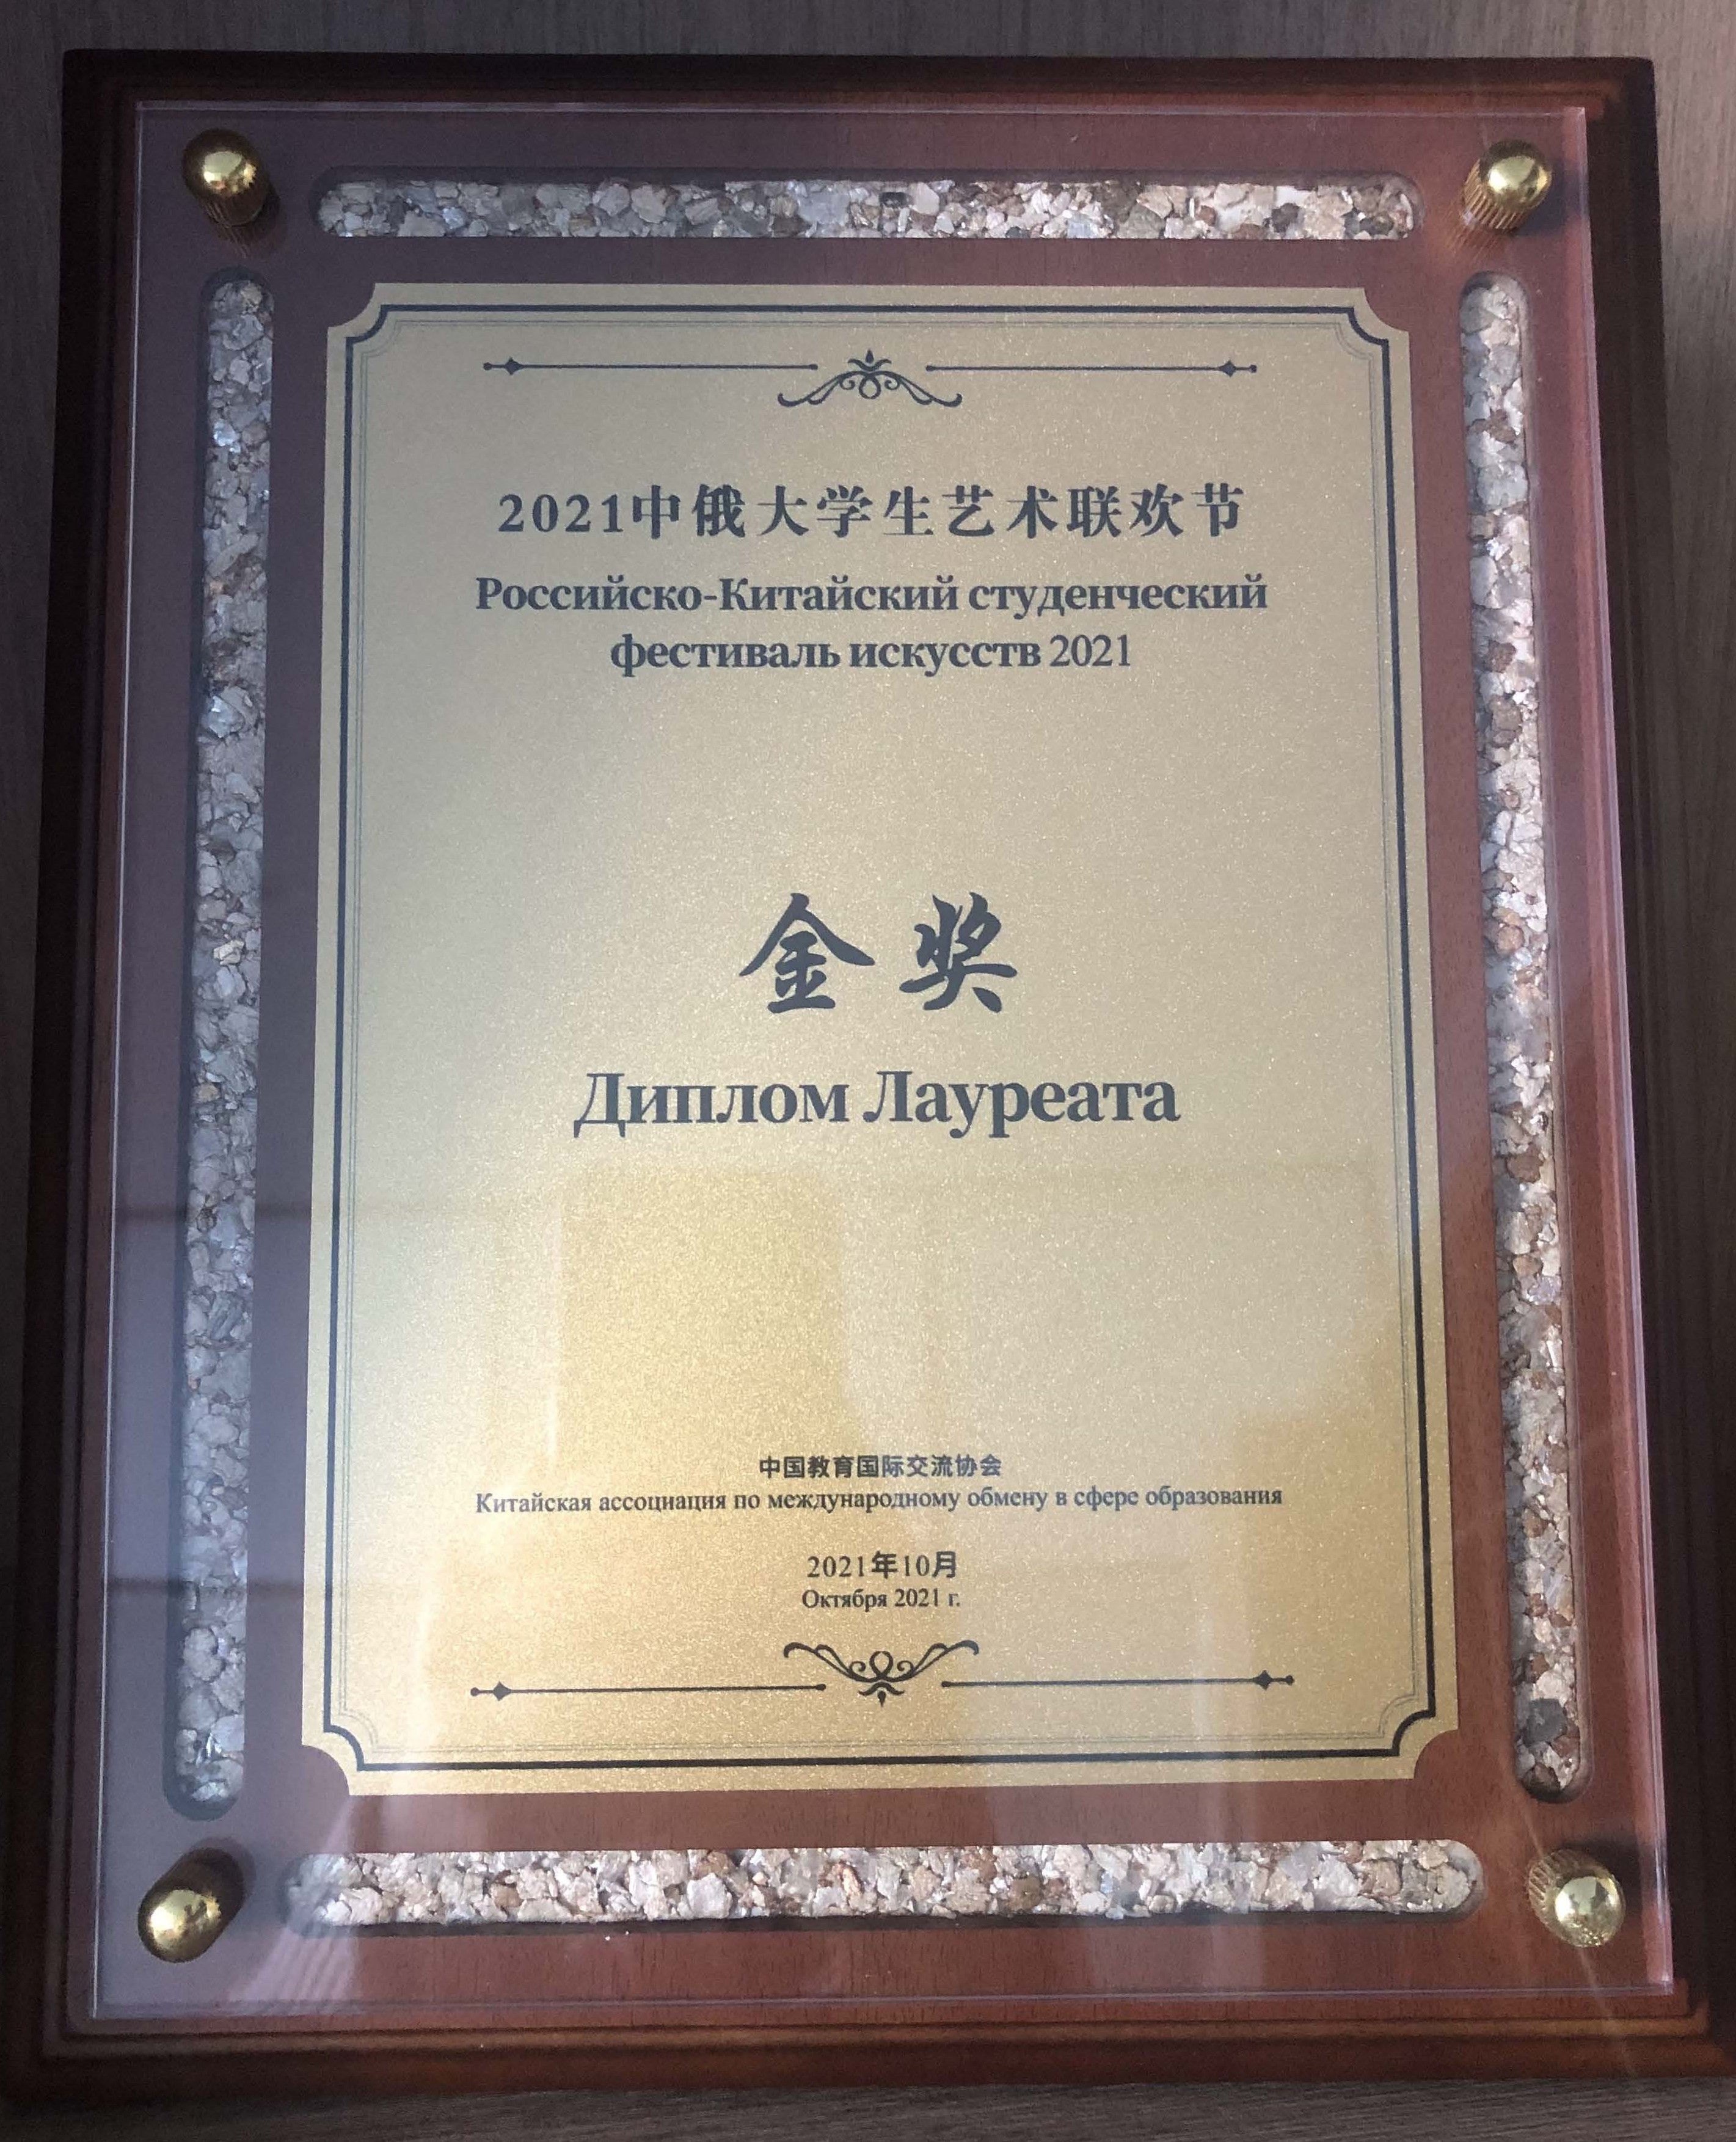 2021中俄大学生艺术联欢节
Российско-Китайский студенческий
фестиваль искусств 2021
金奖
Диплом Лауреата
中国教育国际交流协会
Китайская ассоциация по международному обмену в сфере образования
2021年10月
Октября 2021 г.